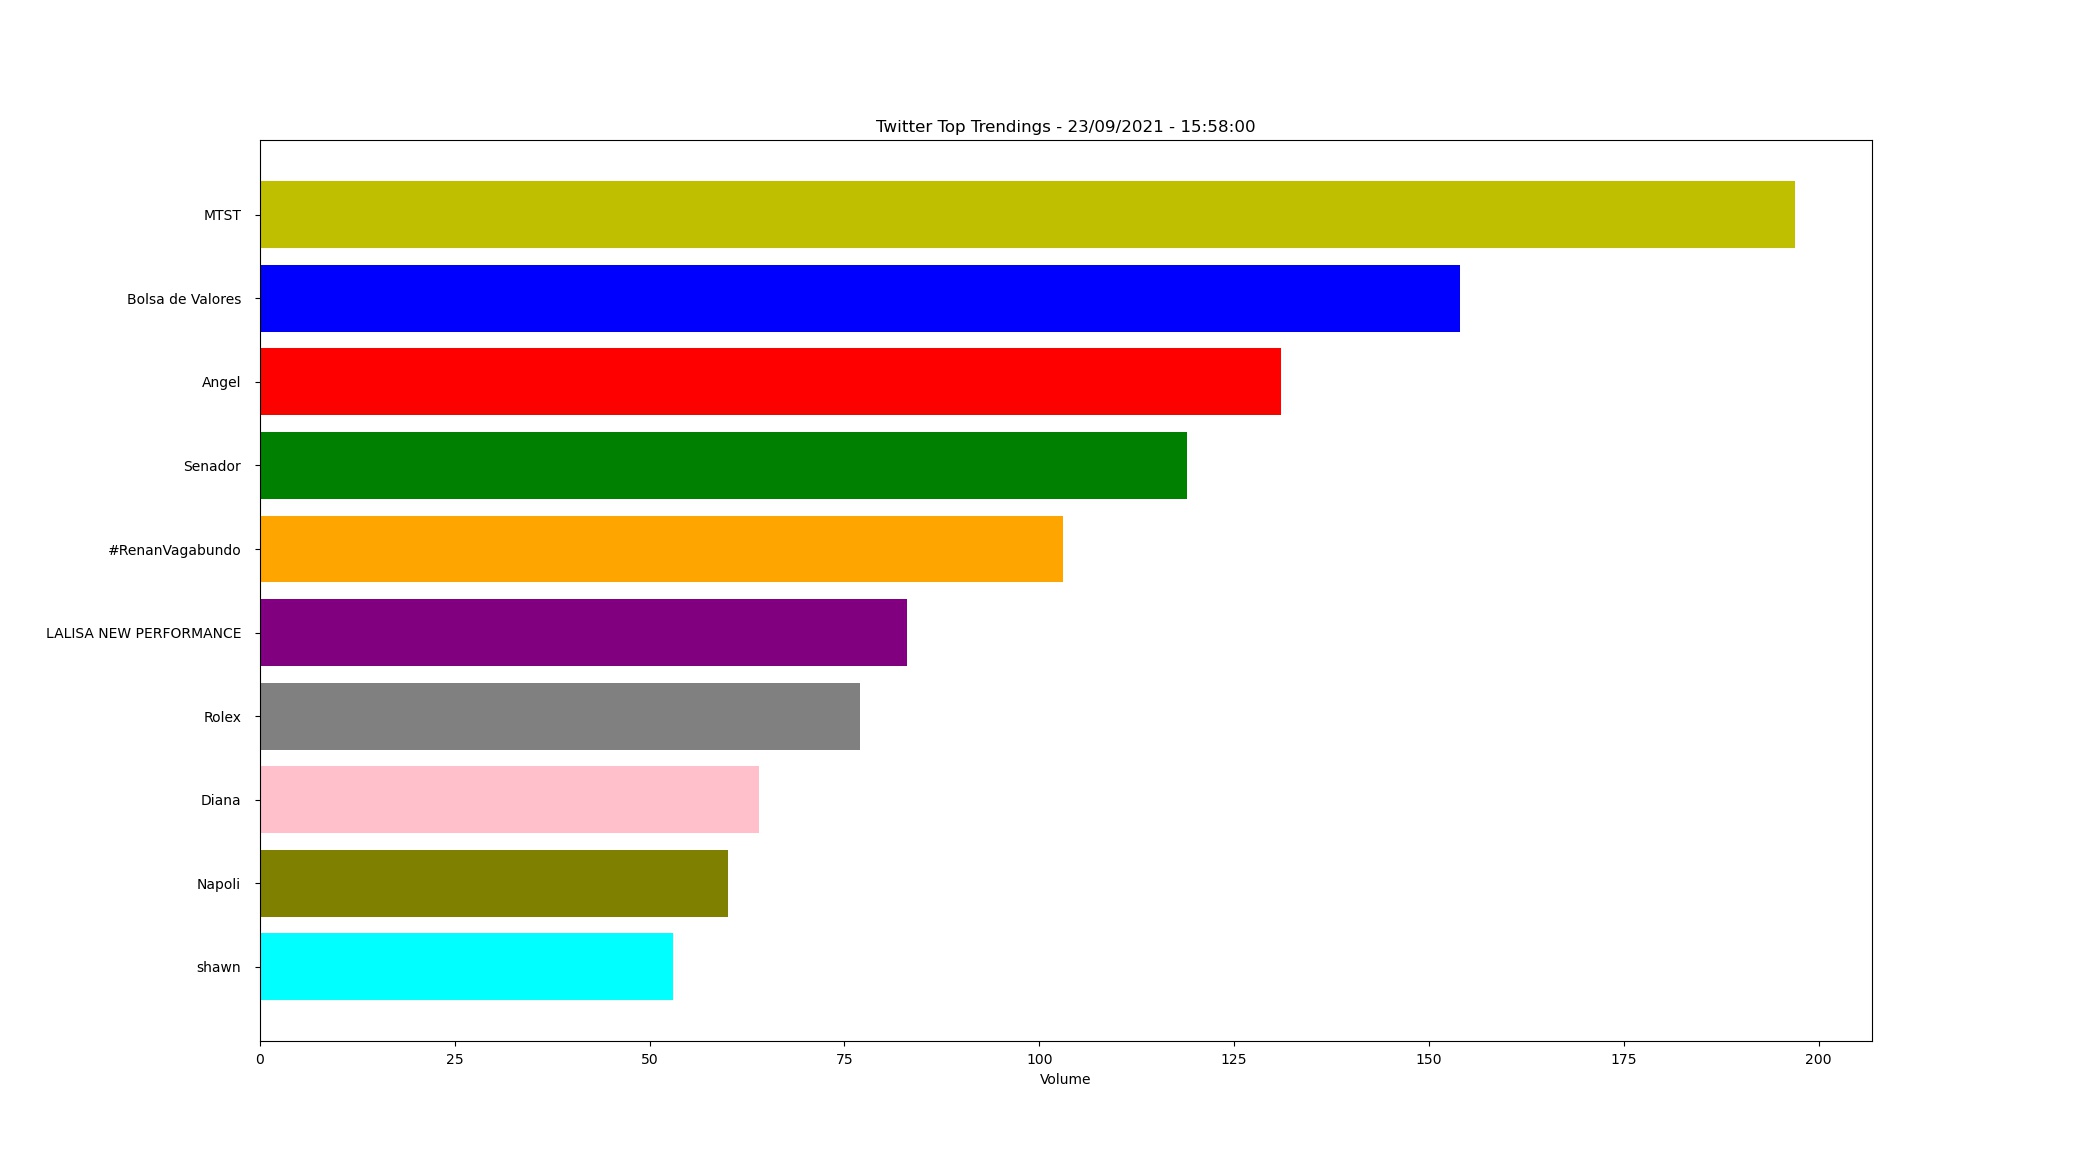 Twitter Top Trendings - 23/09/2021 - 15:58:00
MTST
Bolsa de Valores
Angel
Senador
#RenanVagabundo
LALISA NEW PERFORMANCE
Rolex
Diana
Napoli
shawn
0 25 50 75 100 125 150 175 200
Volume